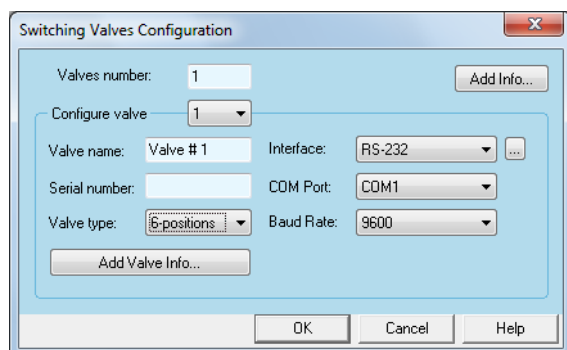 Switching Valves Configuration
Valves number: 1 Add Info...
Configure valve 1
Valve name: Valve # 1 Interface: RS-232 ...
Serial number: COM Port: COM1
Valve type: 6-positions Baud Rate: 9600
Add Valve Info...
OK Cancel Help